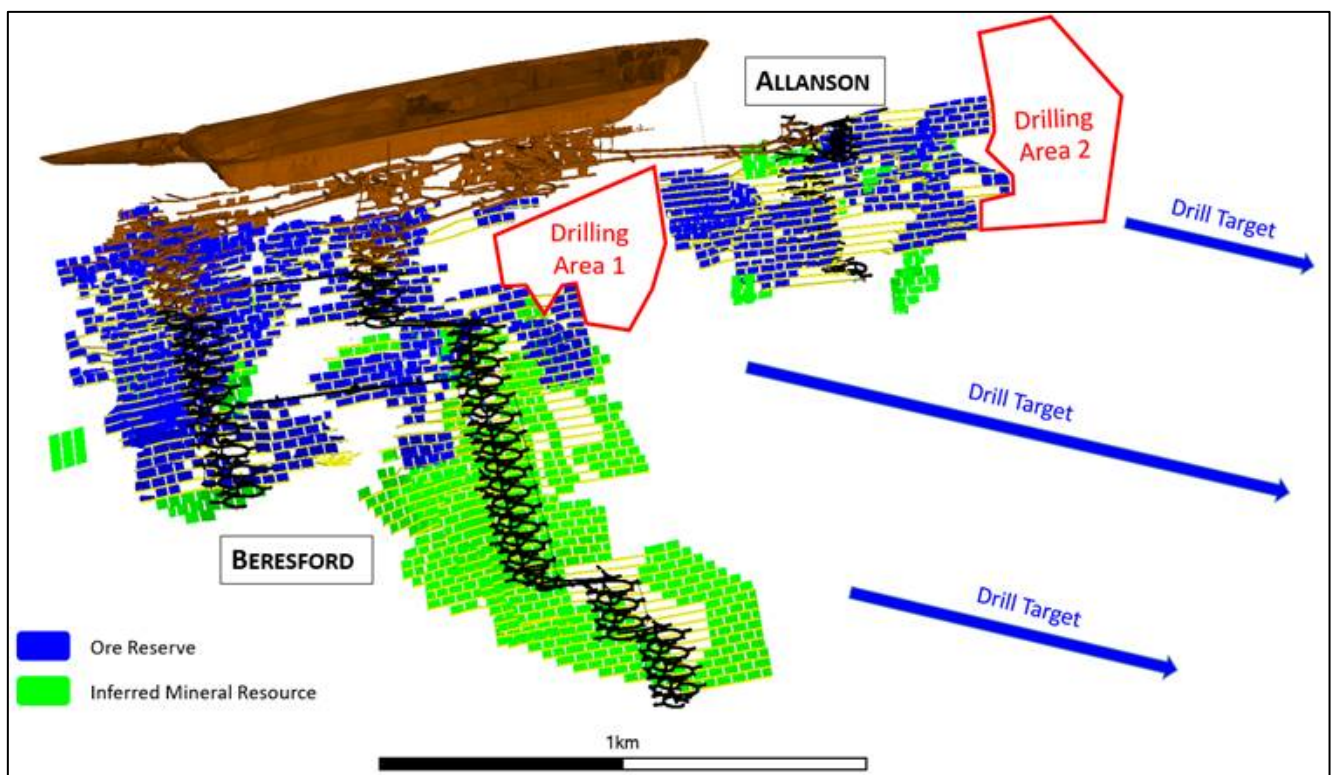 ALLANSON
Drilling
Area 2
Drilling
Area 1
Drill Target
Drill Target
BERESFORD
Drill Target
Ore Reserve
Inferred Mineral Resource
1km